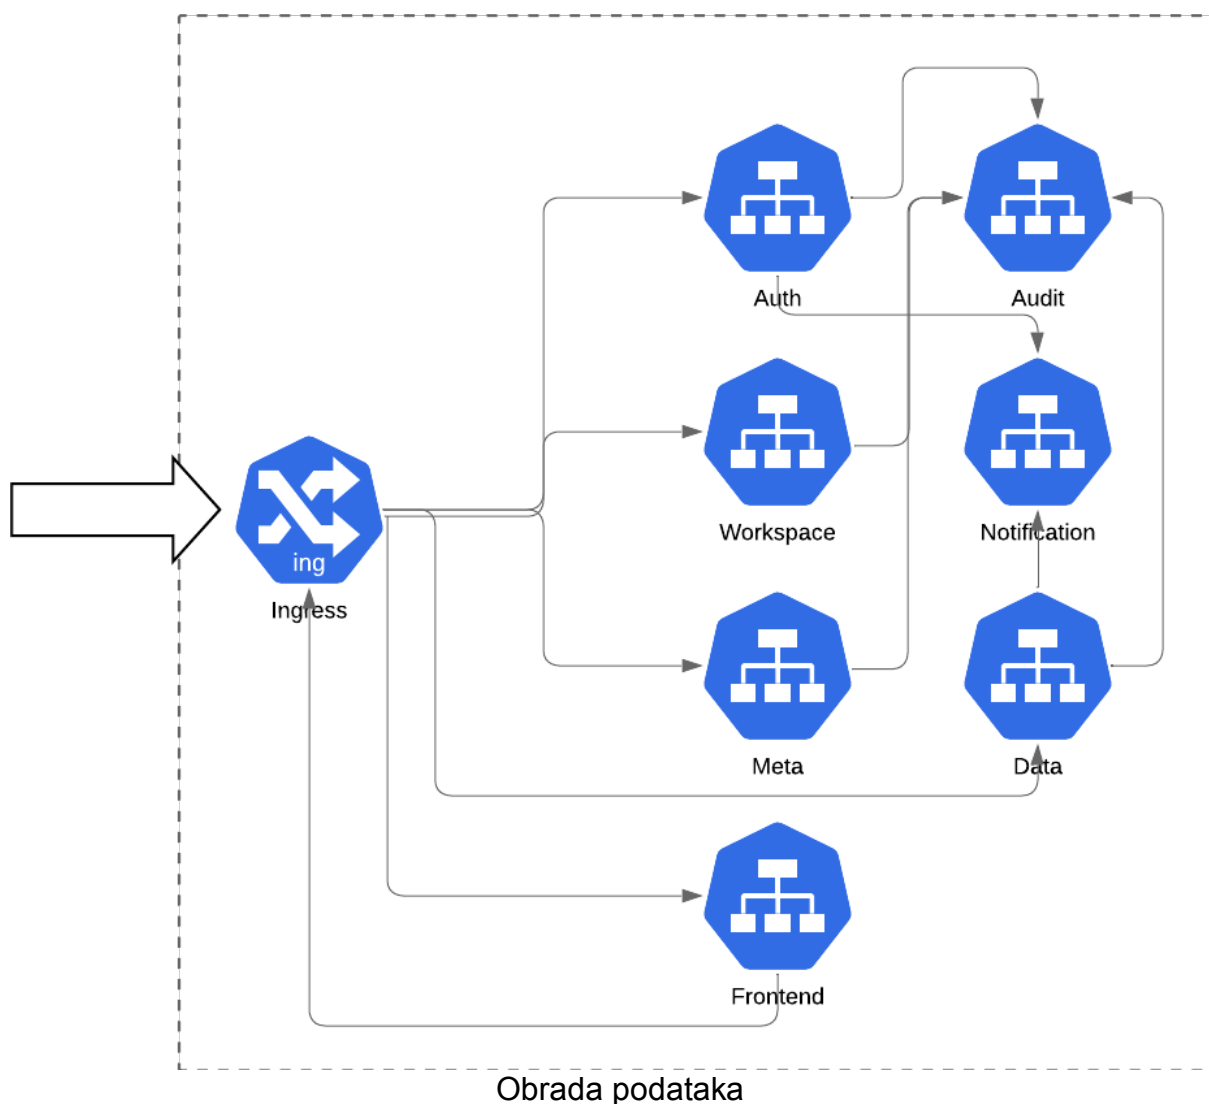 Auth
Audit
Workspace
Notification
ing
Ingress
Meta
Data
Frontend
Obrada podataka